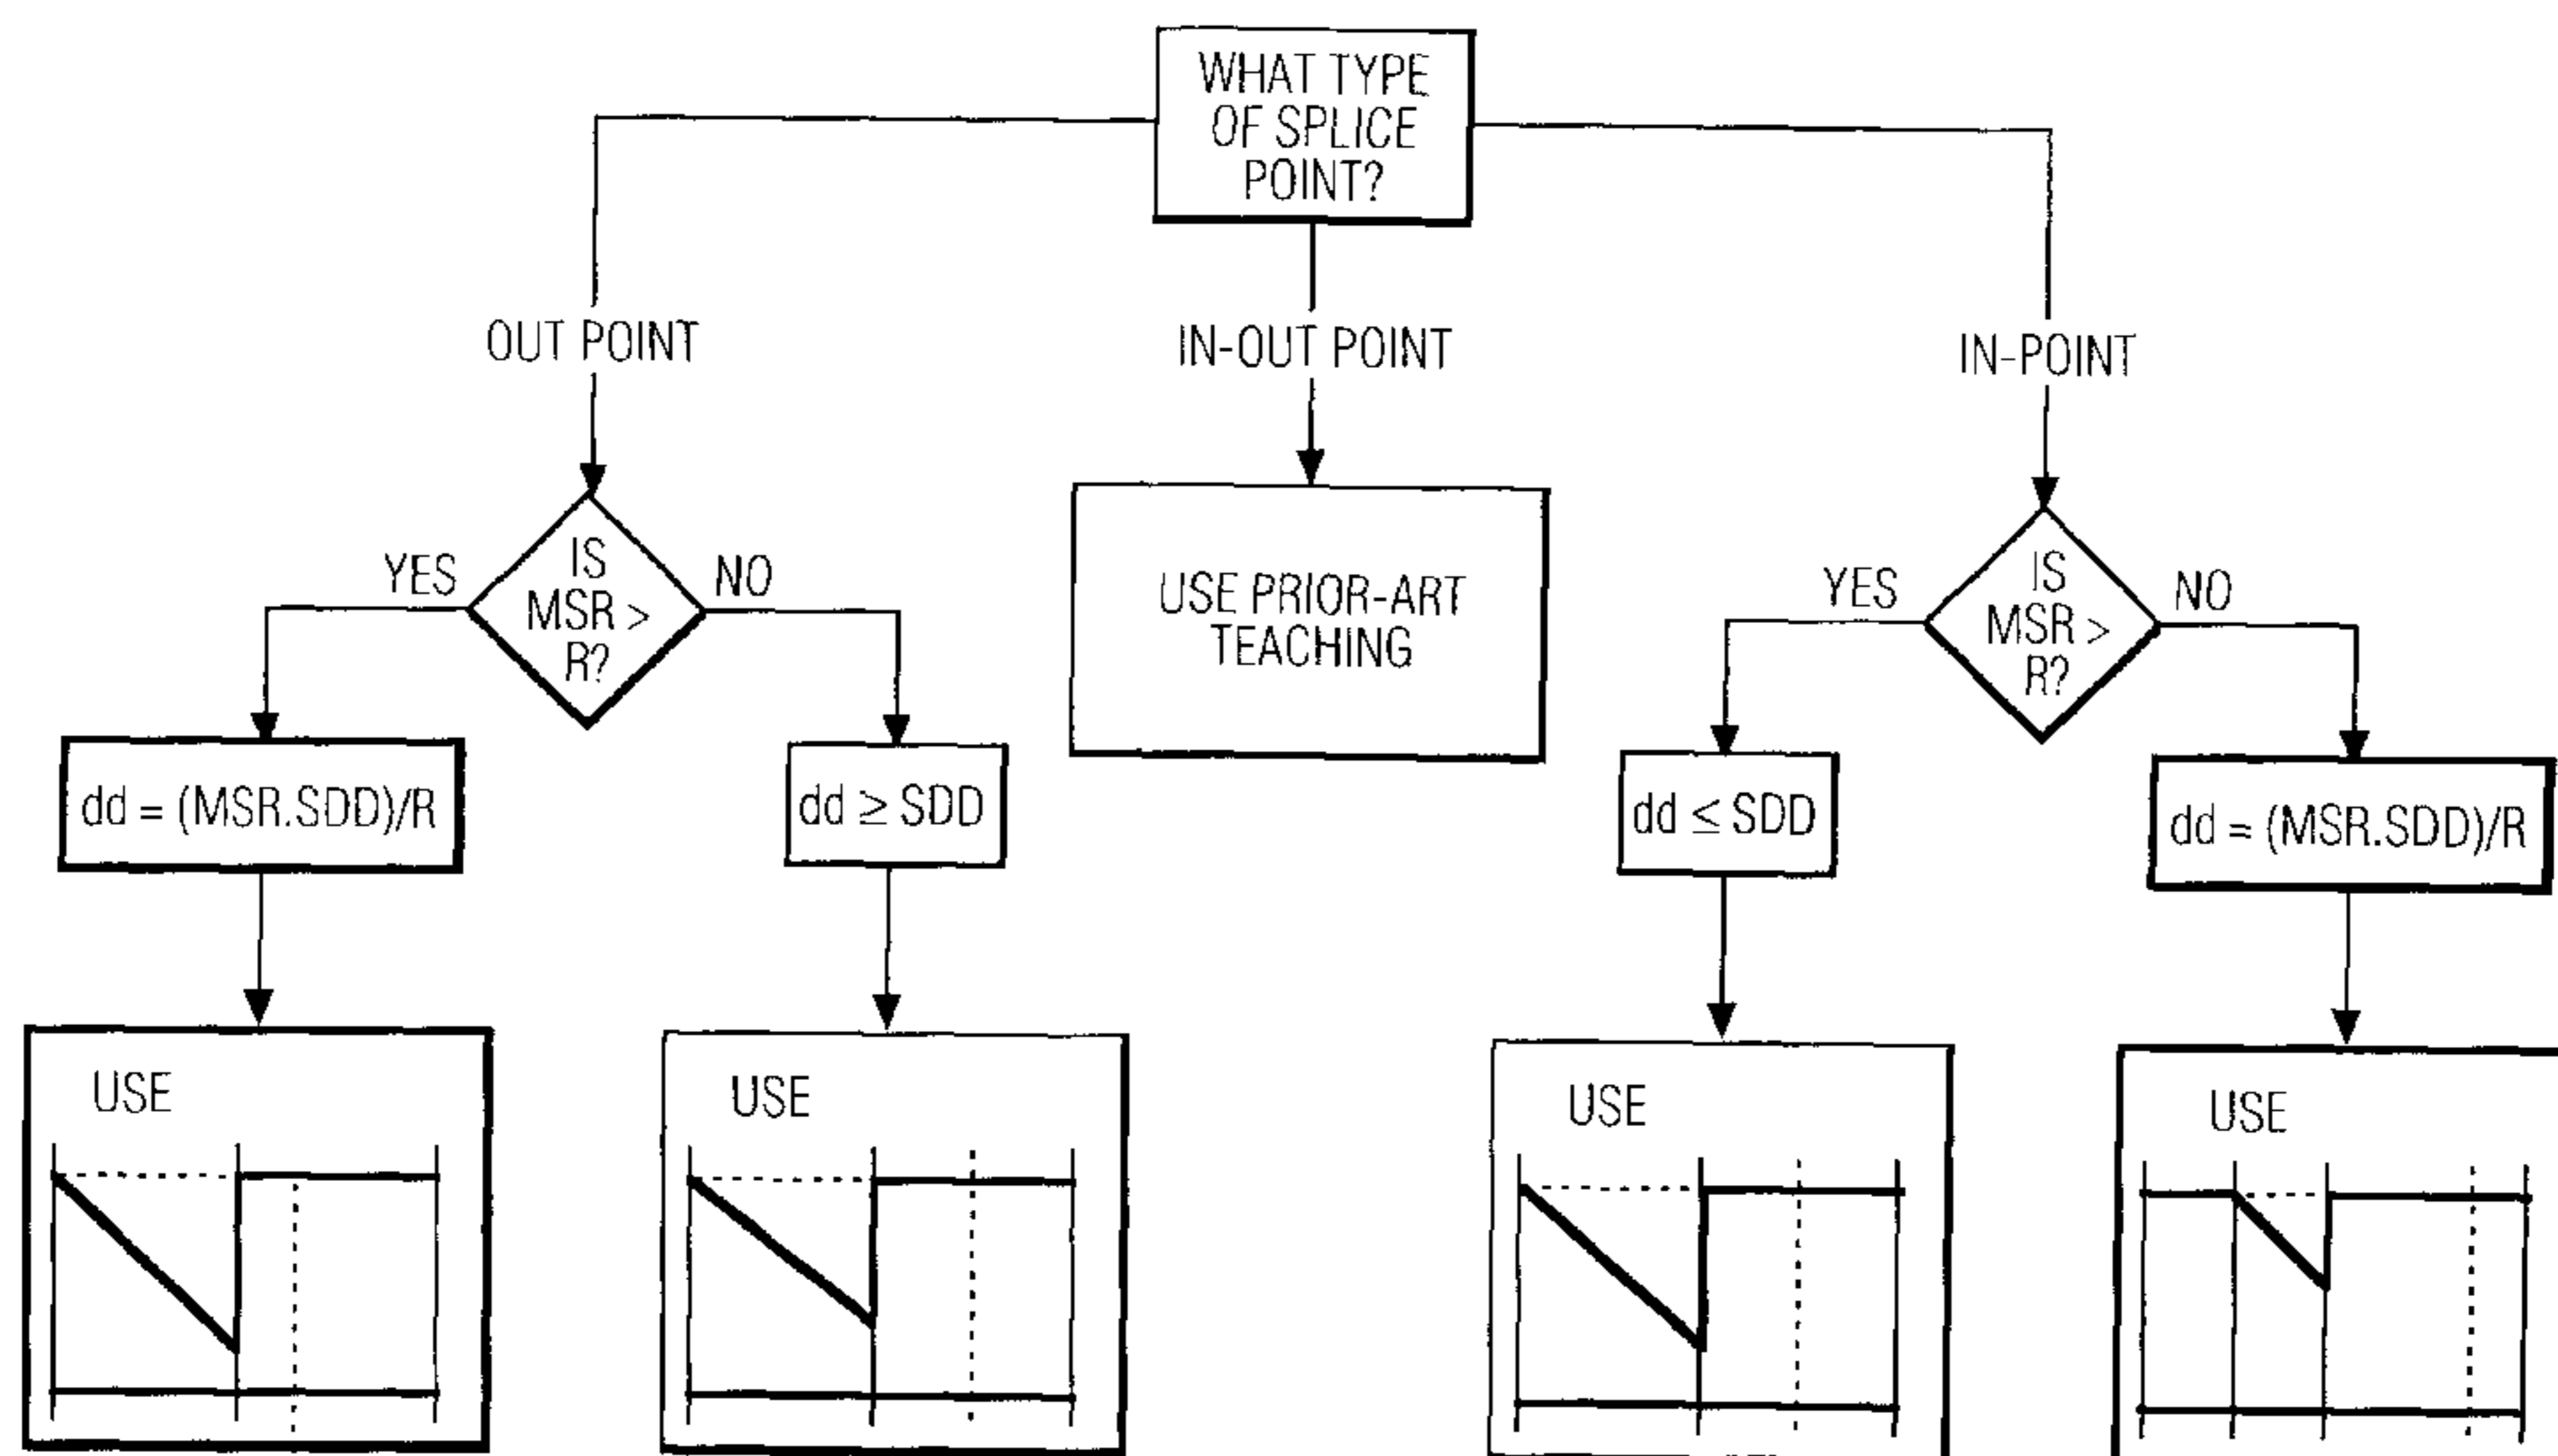 WHAT TYPE
OF SPLICE
POINT?
OUT POINT
IN-OUT POINT
IN-POINT
YES
IS
MSR >
R?
NO
USE PRIOR-ART
TEACHING
YES
IS
MSR >
R?
NO
dd = (MSR.SDD)/R
dd ≥ SDD
dd ≤ SDD
dd = (MSR.SDD)/R
USE
USE
USE
USE